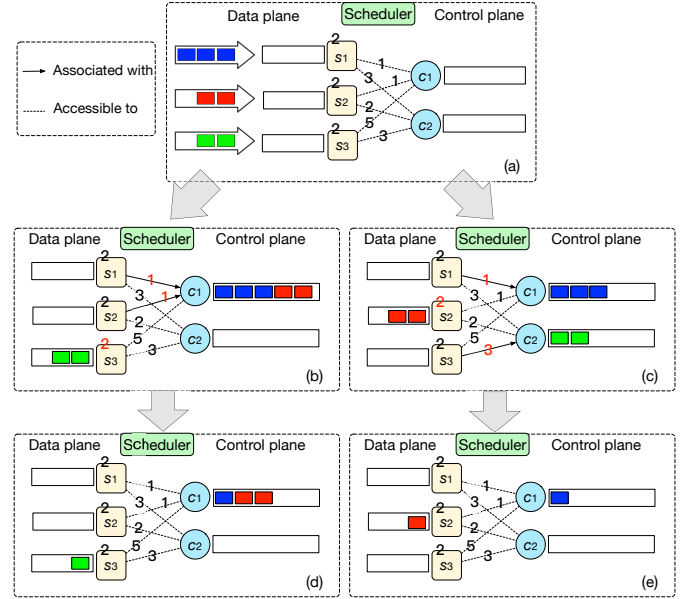 Data plane Scheduler Control plane
Associated with
Accessible to
2 s1 1 c1
3 1
2 s2 2 c2
5
2 s3 3
(a)
Data plane Scheduler Control plane
2 s1 1 c1
3 1
2 s2 2
5 c2
2 s3 3
(b)
Data plane Scheduler Control plane
2 s1 1 c1
3 1
2 s2 2
5 c2
2 s3 3
(c)
Data plane Scheduler Control plane
2 s1 1 c1
3 1
2 s2 2
5 c2
2 s3 3
(d)
Data plane Scheduler Control plane
2 s1 1 c1
3 1
2 s2 2
5 c2
2 s3 3
(e)